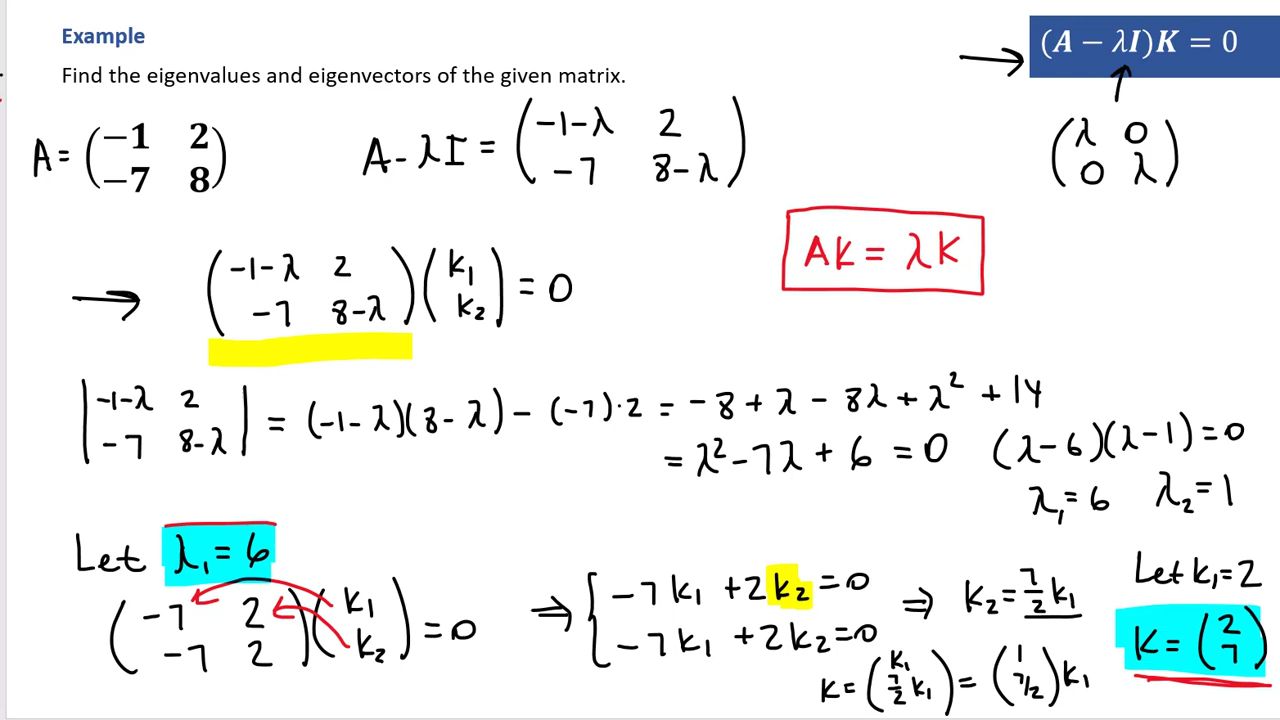 Example
(A − λI)K = 0
Find the eigenvalues and eigenvectors of the given matrix.
A = ( −1 2 ; −7 8 )
A - λI = ( -1-λ 2 ; -7 8-λ )
( λ 0 ; 0 λ )
AK = λK
→ ( -1-λ 2 ; -7 8-λ ) ( k₁ ; k₂ ) = 0
| -1-λ 2 ; -7 8-λ | = (-1-λ)(8-λ) - (-7)·2 = -8 + λ - 8λ + λ² + 14
= λ² - 7λ + 6 = 0 (λ-6)(λ-1) = 0
λ₁ = 6 λ₂ = 1
Let λ₁ = 6
( -7 2 ; -7 2 ) ( k₁ ; k₂ ) = 0
⇒ { -7k₁ + 2k₂ = 0 ; -7k₁ + 2k₂ = 0
⇒ k₂ = 7/2 k₁
K = ( k₁ ; 7/2 k₁ ) = ( 1 ; 7/2 ) k₁
Let k₁ = 2
K = ( 2 ; 7 )